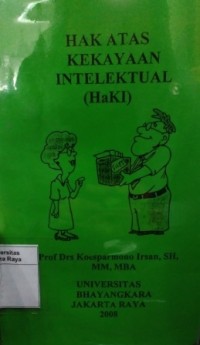 HAK ATAS
KEKAYAAN
INTELEKTUAL
(HaKI)
Prof Drs Koesparmono Irsan, SH,
MM, MBA
UNIVERSITAS
BHAYANGKARA
JAKARTA RAYA
2008